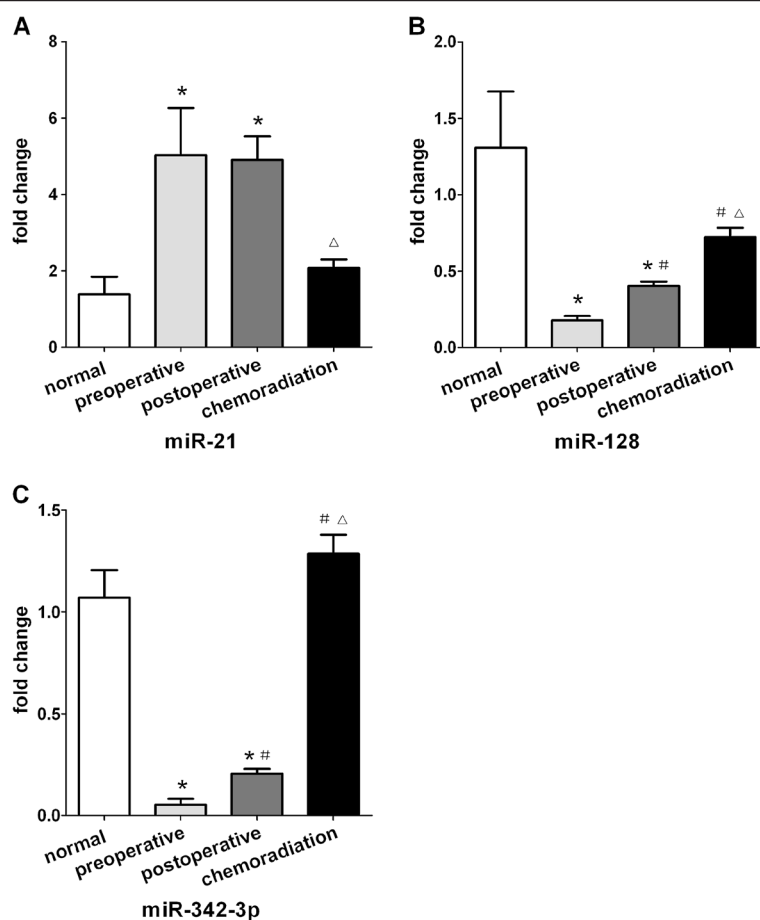 A
fold change
8
6
4
2
0
*
*
△
normal
preoperative
postoperative
chemoradiation
miR-21
B
fold change
2.0
1.5
1.0
0.5
0.0
*
* #
# △
normal
preoperative
postoperative
chemoradiation
miR-128
C
fold change
1.5
1.0
0.5
0.0
*
* #
# △
normal
preoperative
postoperative
chemoradiation
miR-342-3p